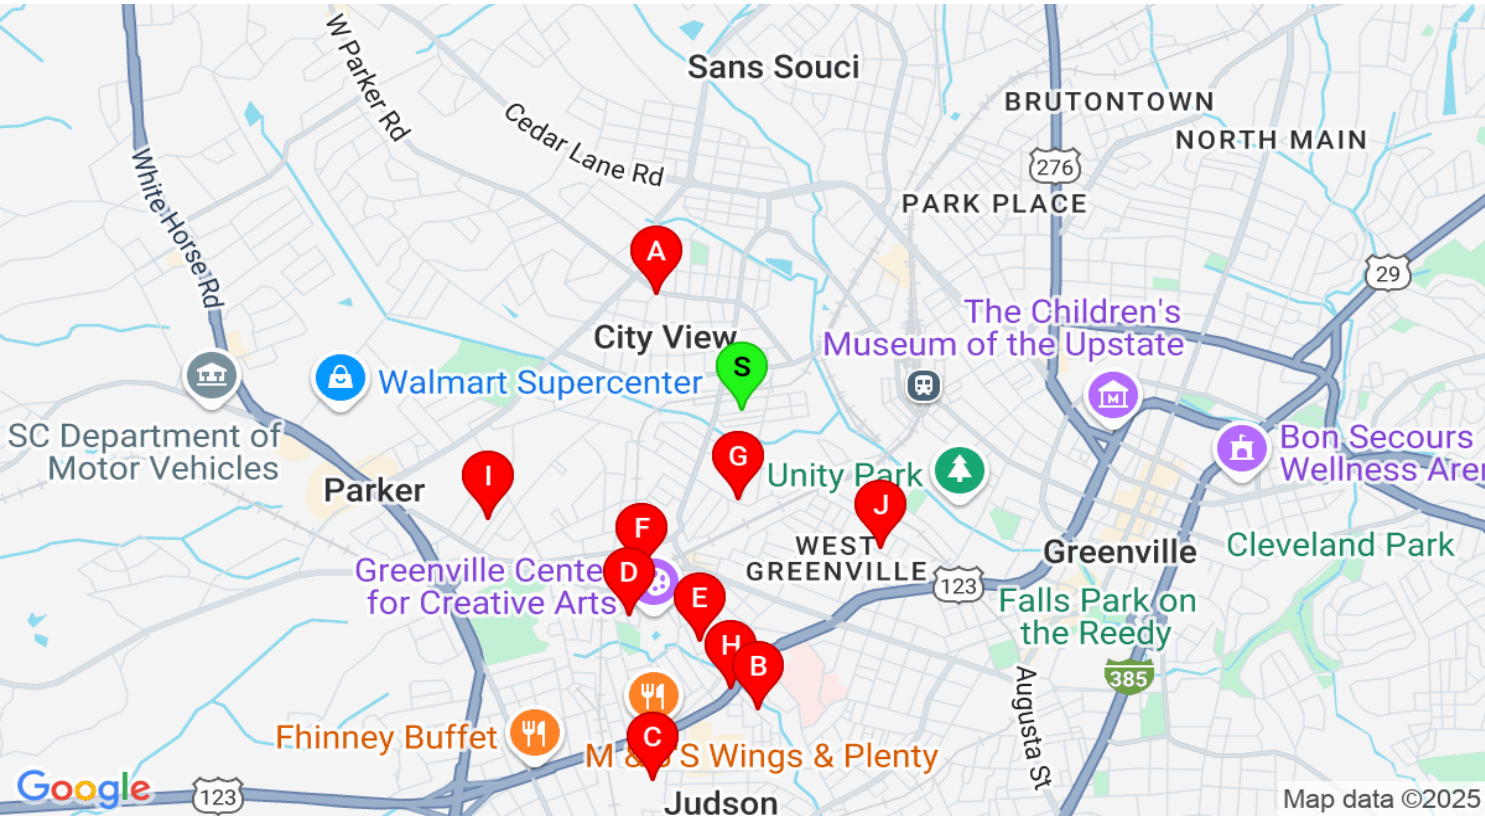 Sans Souci
W Parker Rd
BRUTONTOWN
Cedar Lane Rd
NORTH MAIN
276
White Horse Rd
PARK PLACE
A
29
The Children's
Museum of the Upstate
City View
S
Walmart Supercenter
SC Department of
Motor Vehicles
M
Bon Secours
Wellness Are
G
Unity Park
I
Parker
J
F
WEST
GREENVILLE
Greenville
Cleveland Park
D
Greenville Cente
for Creative Arts
123
E
Falls Park on
the Reedy
H
B
385
Augusta St
Fhinney Buffet
C
M & J'S Wings & Plenty
Google
123
Judson
Map data ©2025